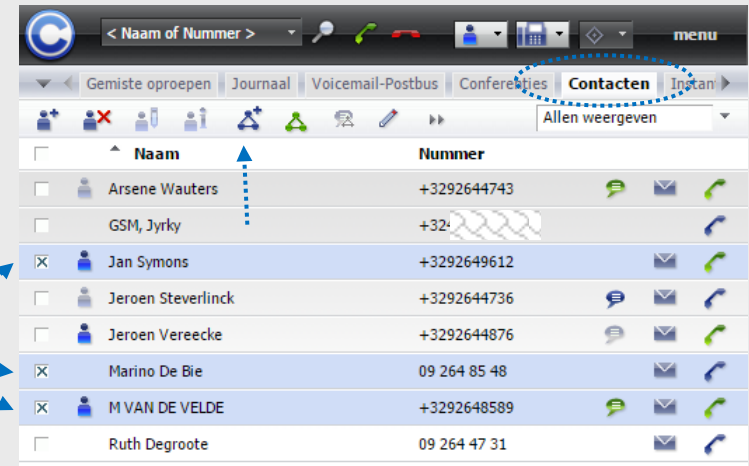 < Naam of Nummer > menu
Gemiste oproepen Journaal Voicemail-Postbus Conferenties Contacten Instan
Allen weergeven
Naam Nummer
Arsene Wauters +3292644743
GSM, Jyrky +324
Jan Symons +3292649612
Jeroen Steverlinck +3292644736
Jeroen Vereecke +3292644876
Marino De Bie 09 264 85 48
M VAN DE VELDE +3292648589
Ruth Degroote 09 264 47 31